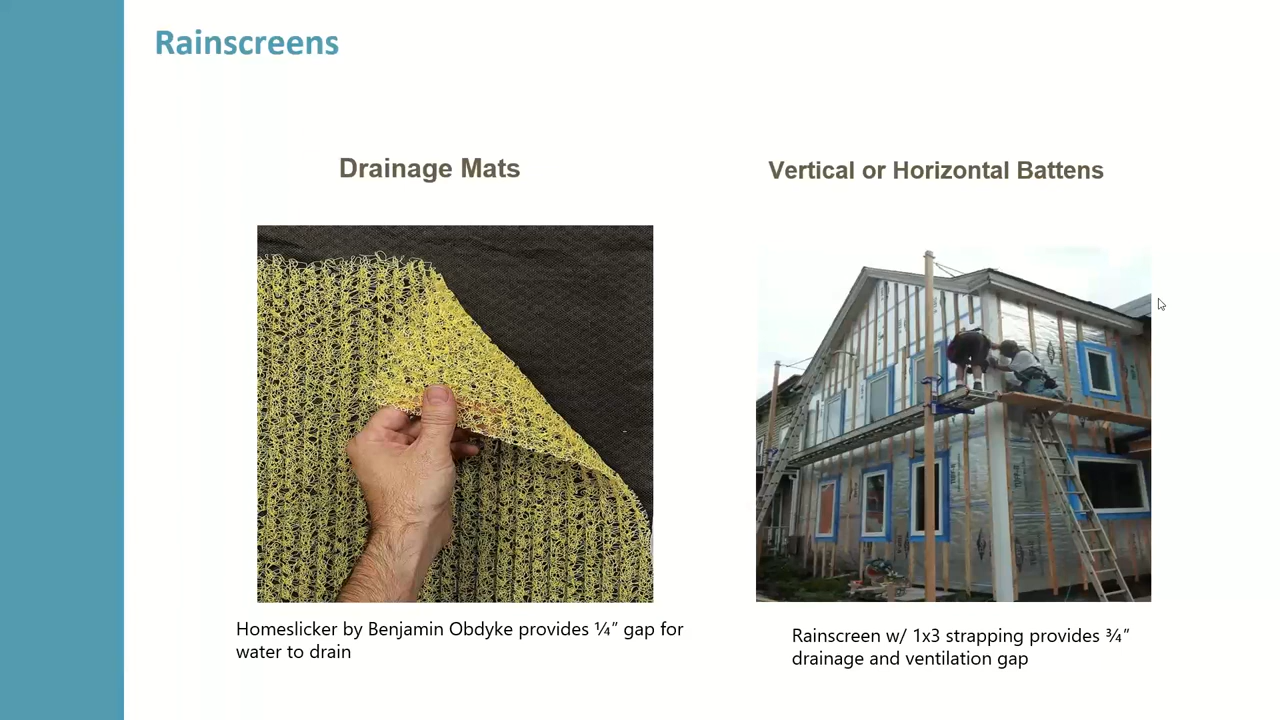 Rainscreens
Drainage Mats
Vertical or Horizontal Battens
Homeslicker by Benjamin Obdyke provides ¼” gap for
water to drain
Rainscreen w/ 1x3 strapping provides ¾”
drainage and ventilation gap